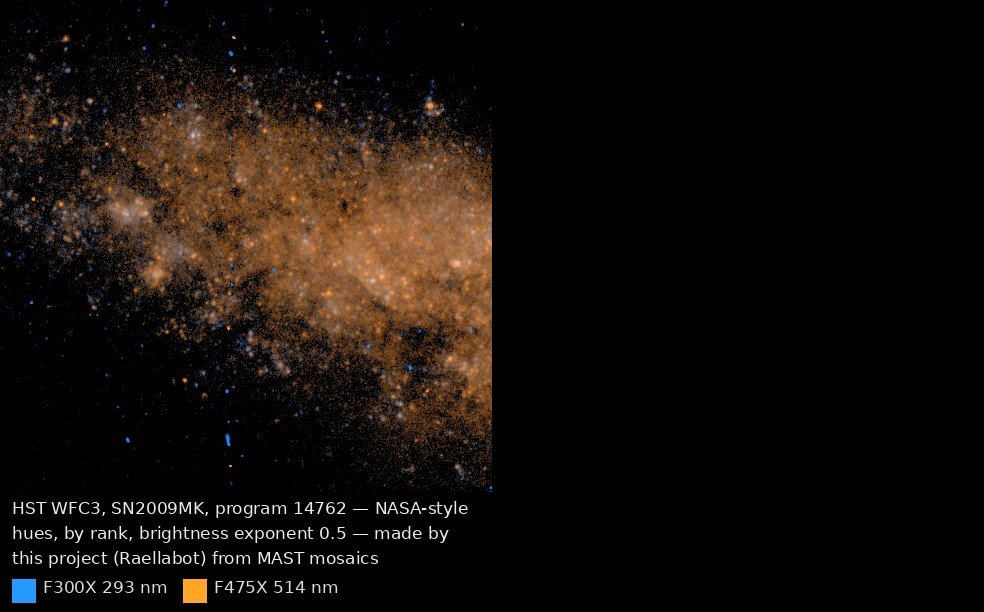 HST WFC3, SN2009MK, program 14762 — NASA-style
hues, by rank, brightness exponent 0.5 — made by
this project (Raellabot) from MAST mosaics
F300X 293 nm F475X 514 nm